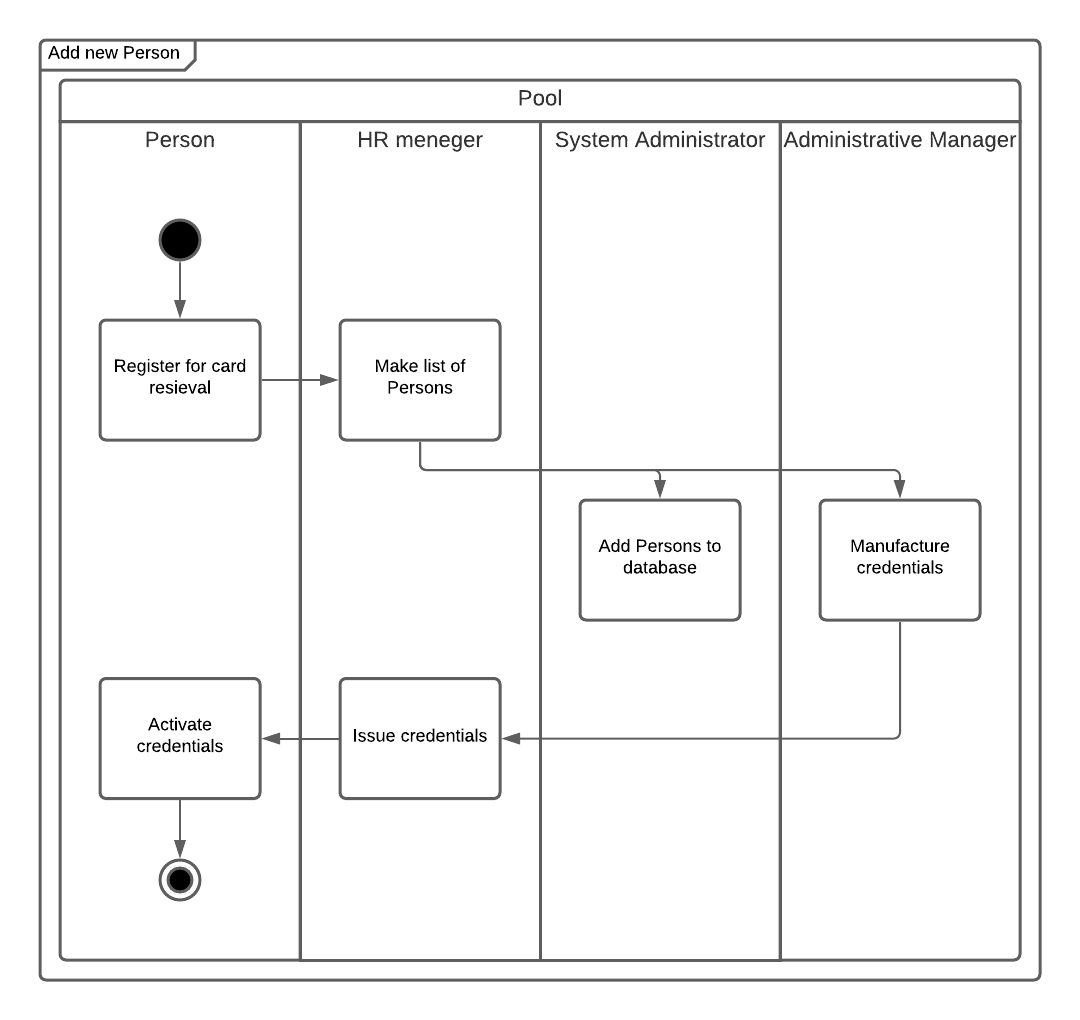 Add new Person
Pool
Person
HR meneger
System Administrator
Administrative Manager
Register for card
resieval
Make list of
Persons
Add Persons to
database
Manufacture
credentials
Activate
credentials
Issue credentials